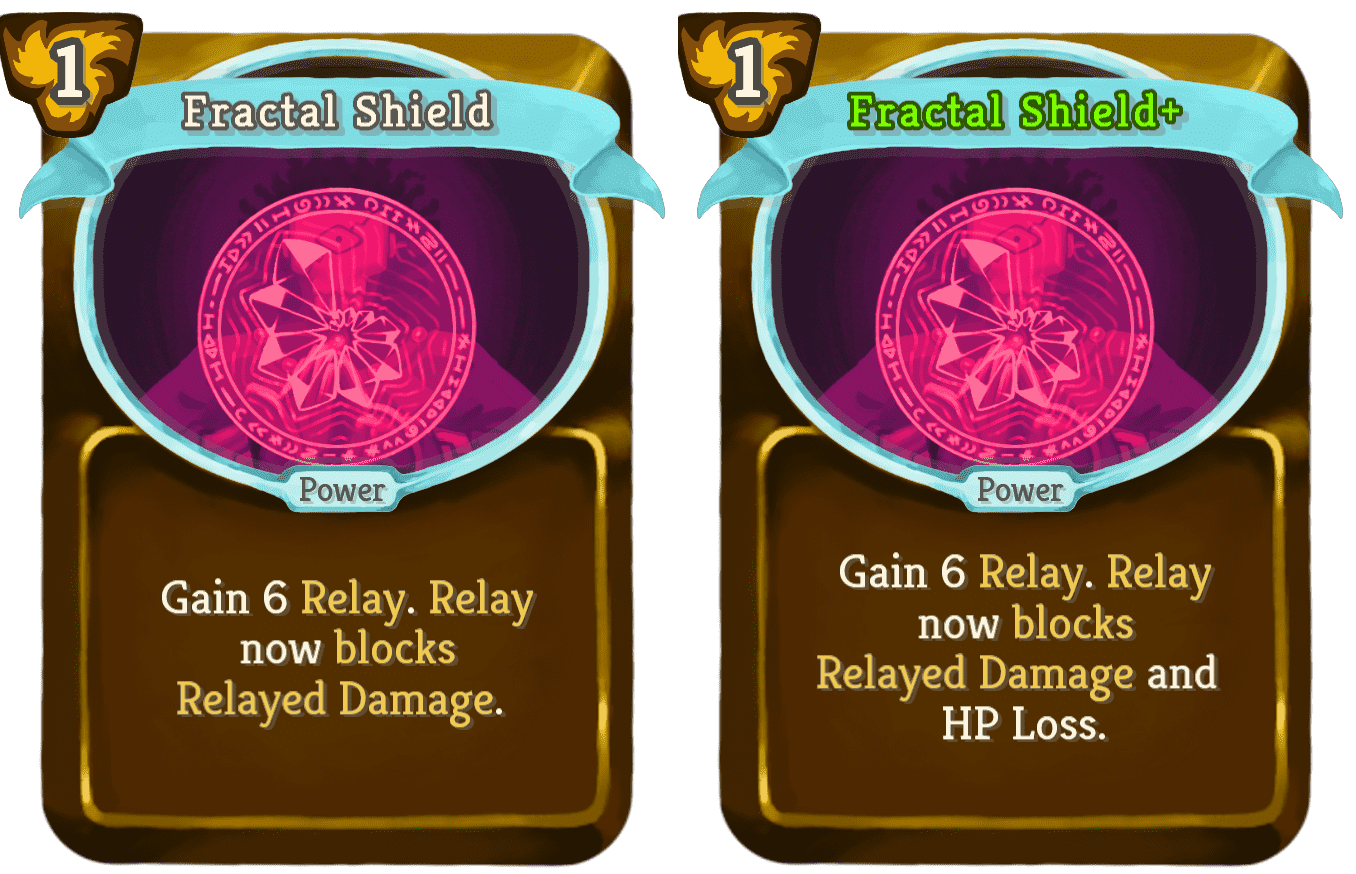 1
Fractal Shield
Power
Gain 6 Relay. Relay
now blocks
Relayed Damage.
1
Fractal Shield+
Power
Gain 6 Relay. Relay
now blocks
Relayed Damage and
HP Loss.